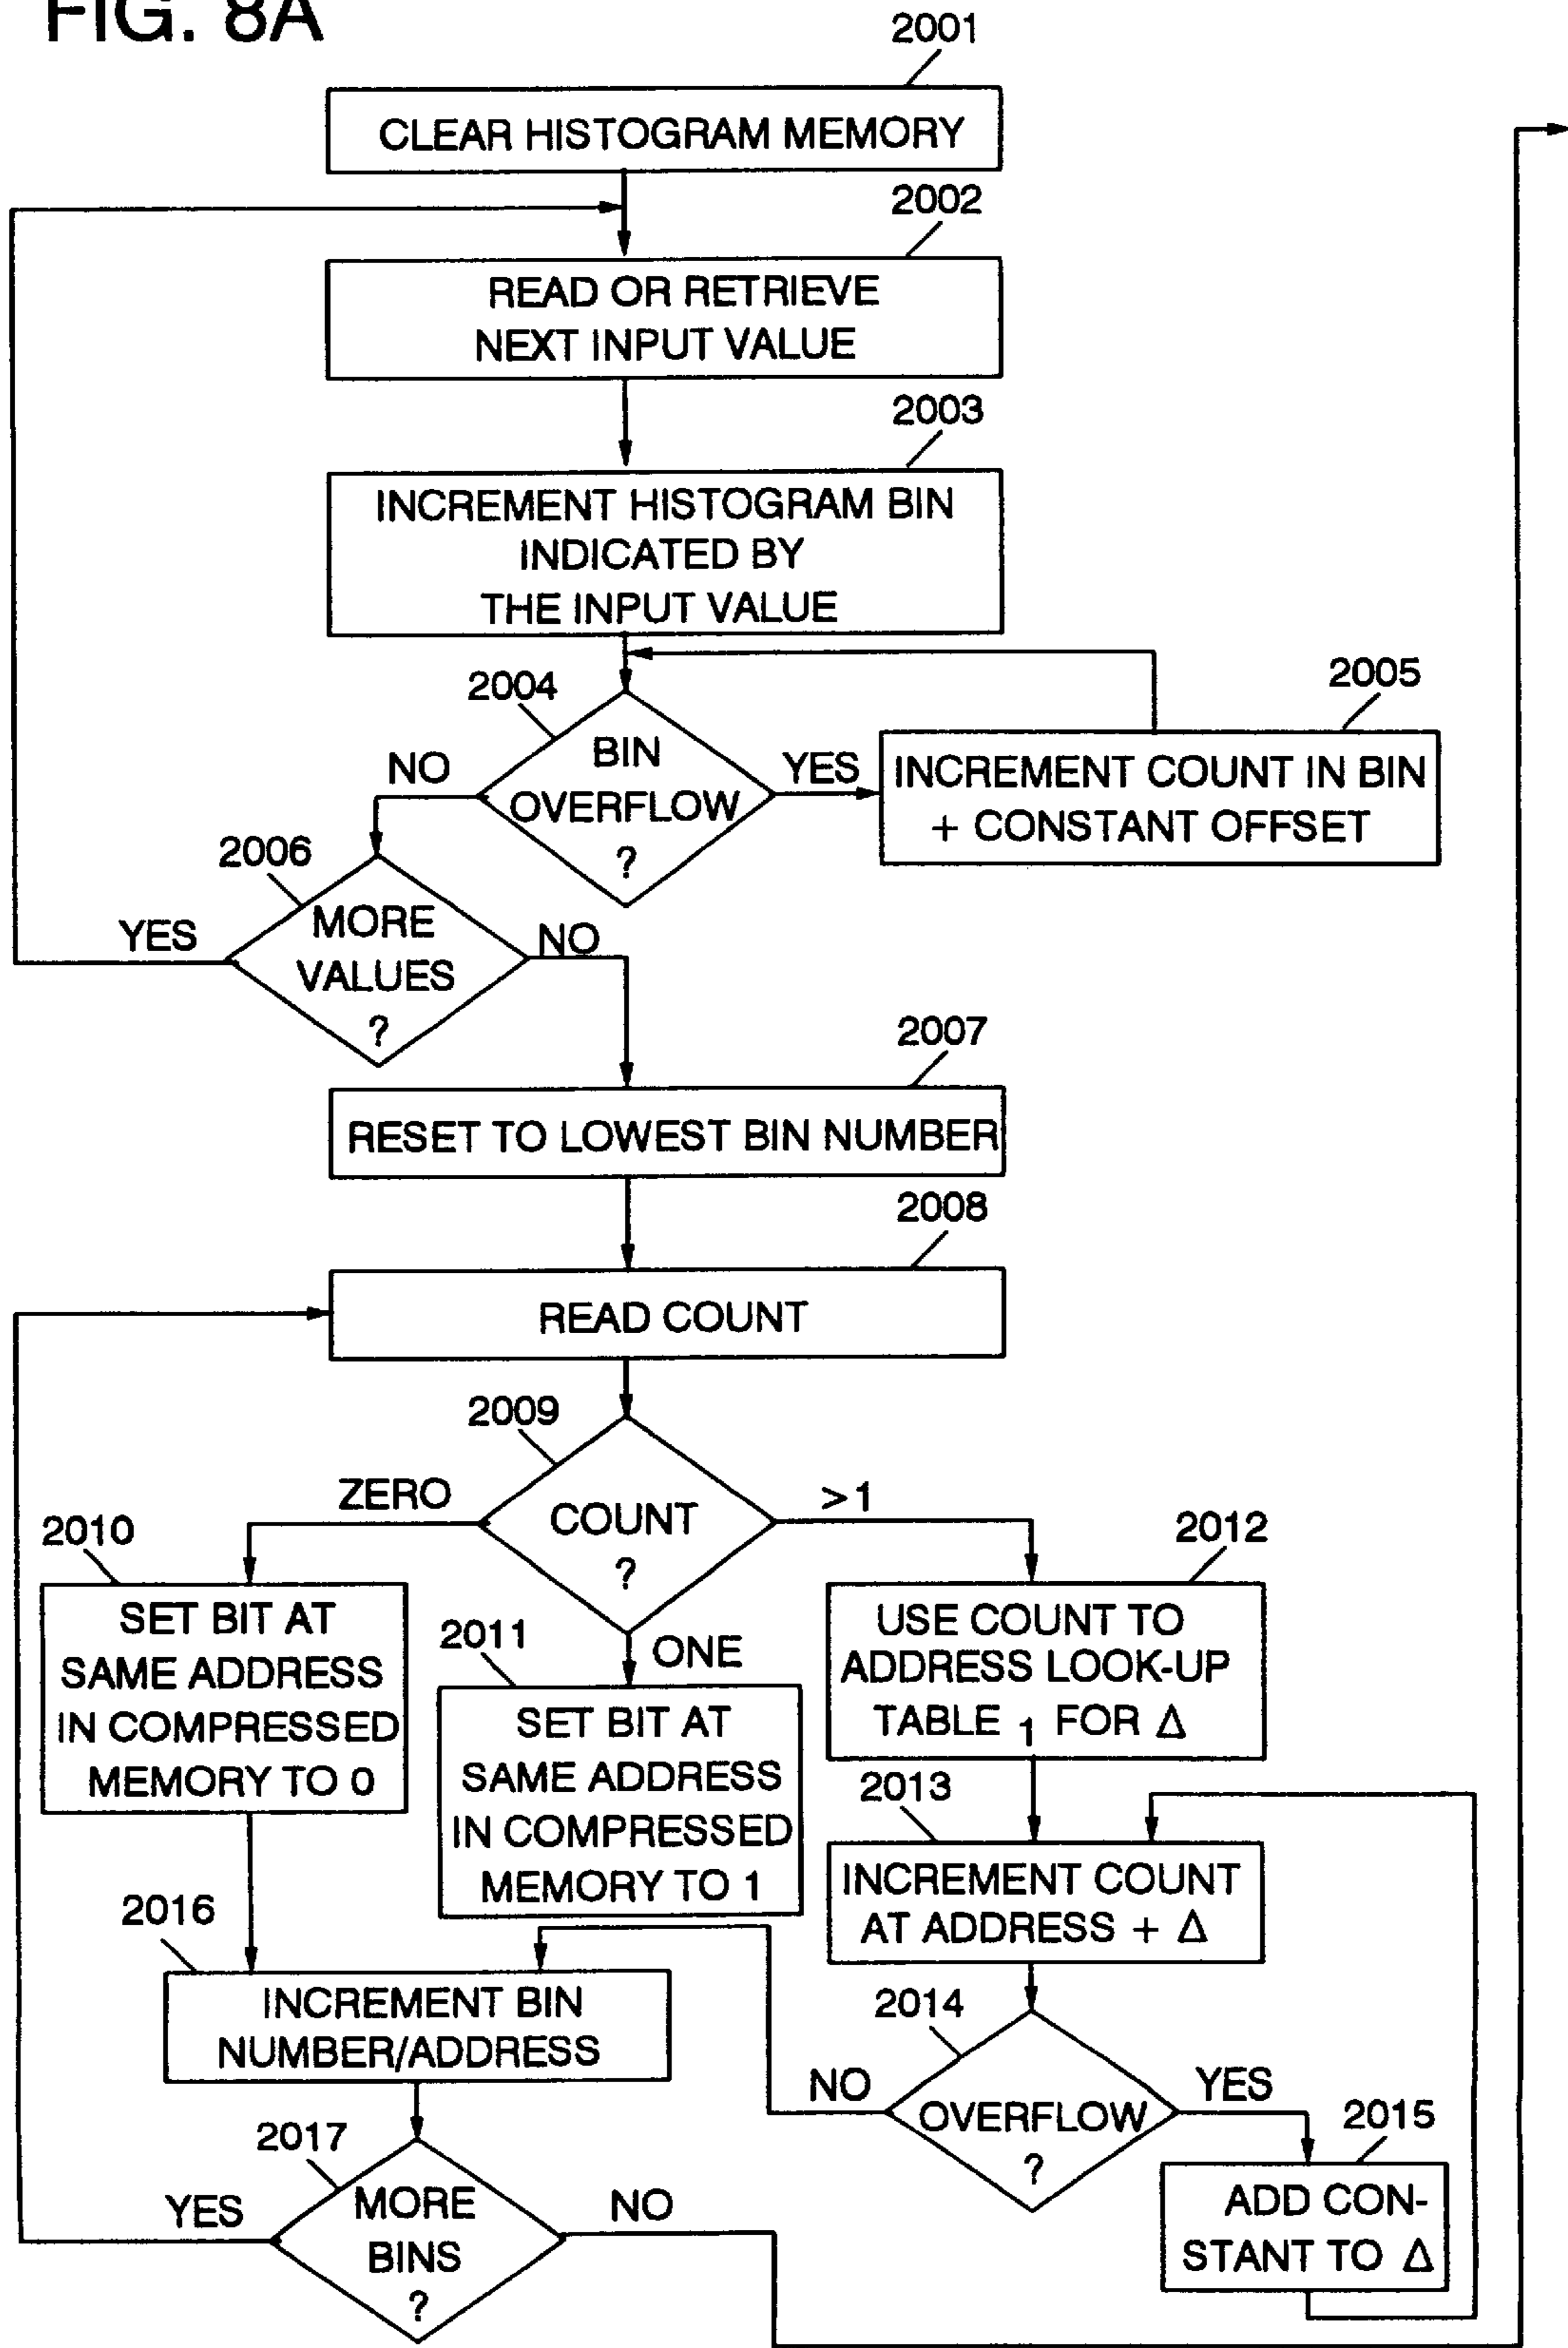 FIG. 8A
2001
CLEAR HISTOGRAM MEMORY
2002
READ OR RETRIEVE
NEXT INPUT VALUE
2003
INCREMENT HISTOGRAM BIN
INDICATED BY
THE INPUT VALUE
2004
BIN
OVERFLOW
?
NO
YES
2005
INCREMENT COUNT IN BIN
+ CONSTANT OFFSET
2006
MORE
VALUES
?
YES
NO
2007
RESET TO LOWEST BIN NUMBER
2008
READ COUNT
2009
COUNT
?
ZERO
>1
ONE
2010
SET BIT AT
SAME ADDRESS
IN COMPRESSED
MEMORY TO 0
2011
SET BIT AT
SAME ADDRESS
IN COMPRESSED
MEMORY TO 1
2012
USE COUNT TO
ADDRESS LOOK-UP
TABLE 1 FOR Δ
2013
INCREMENT COUNT
AT ADDRESS + Δ
2016
INCREMENT BIN
NUMBER/ADDRESS
2014
OVERFLOW
?
NO
YES
2015
ADD CON-
STANT TO Δ
2017
MORE
BINS
?
YES
NO